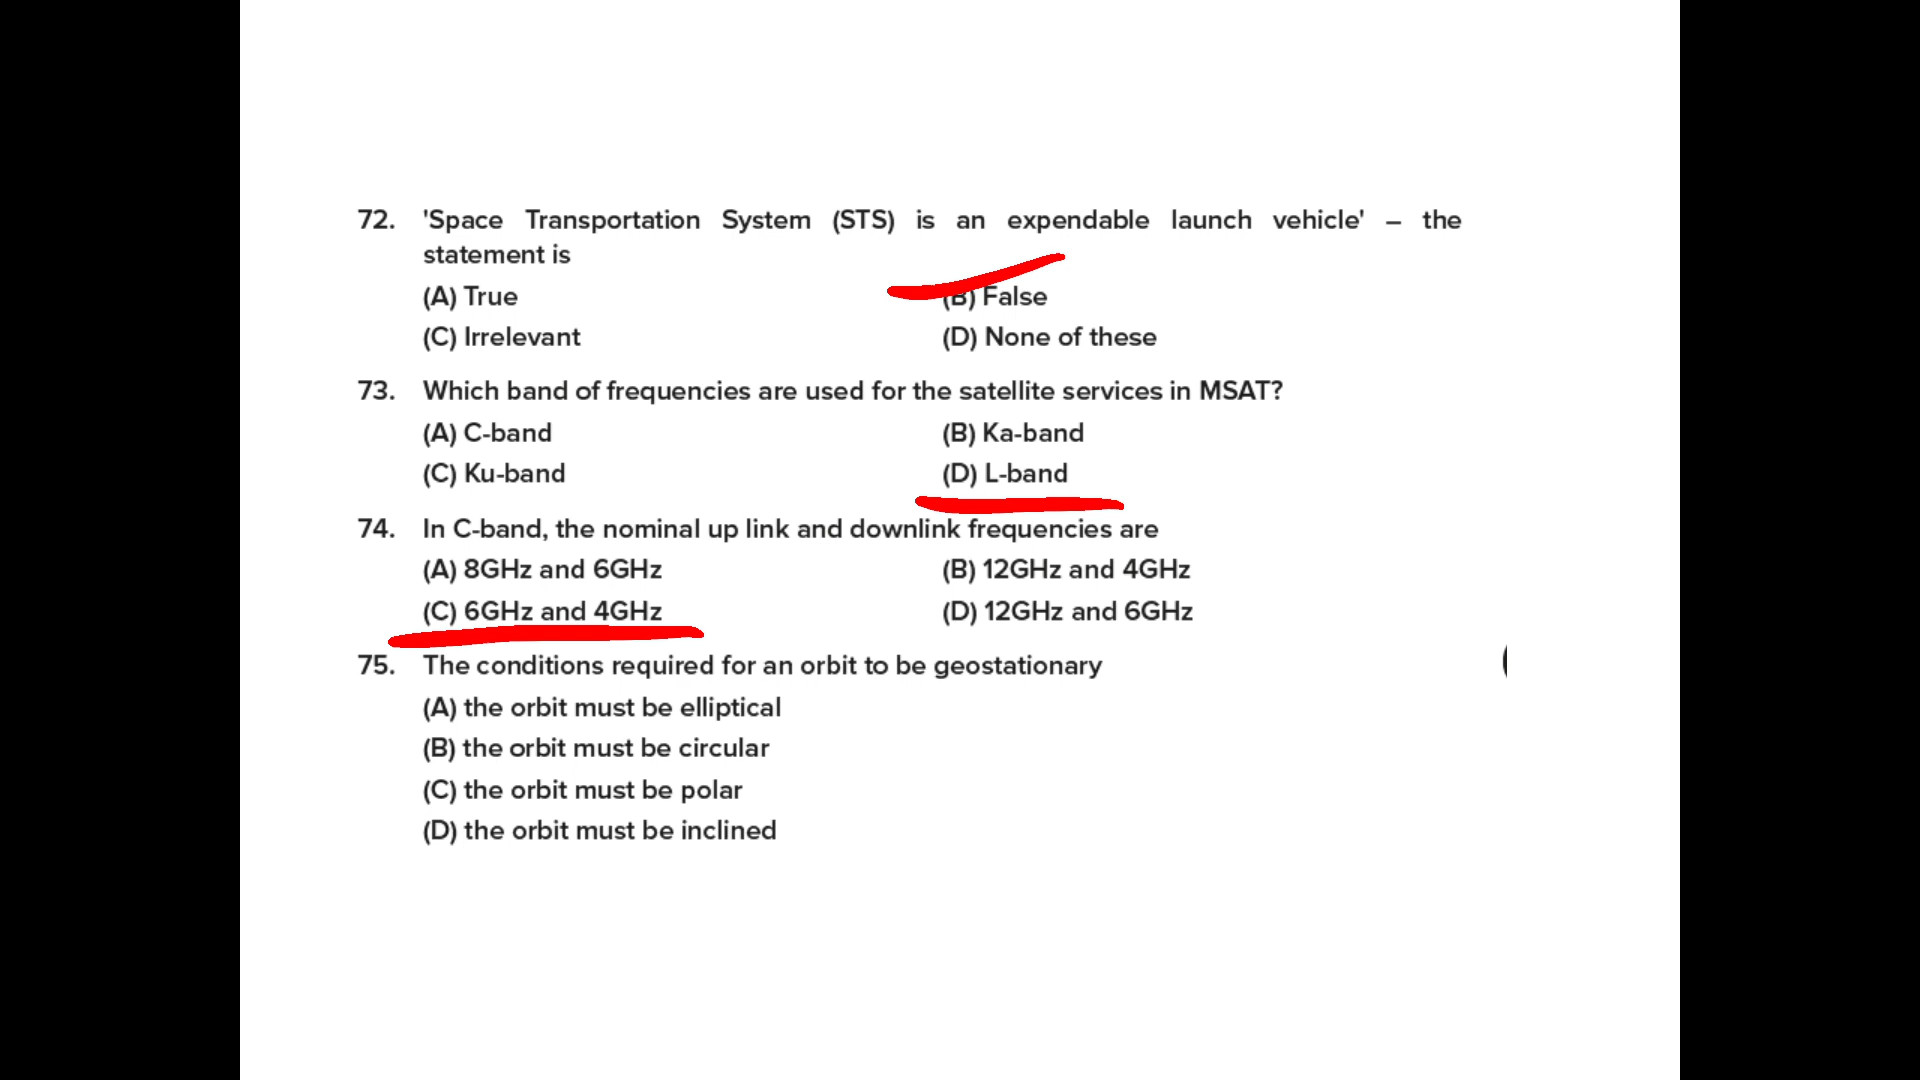 72. 'Space Transportation System (STS) is an expendable launch vehicle' – the
statement is
(A) True (B) False
(C) Irrelevant (D) None of these
73. Which band of frequencies are used for the satellite services in MSAT?
(A) C-band (B) Ka-band
(C) Ku-band (D) L-band
74. In C-band, the nominal up link and downlink frequencies are
(A) 8GHz and 6GHz (B) 12GHz and 4GHz
(C) 6GHz and 4GHz (D) 12GHz and 6GHz
75. The conditions required for an orbit to be geostationary
(A) the orbit must be elliptical
(B) the orbit must be circular
(C) the orbit must be polar
(D) the orbit must be inclined